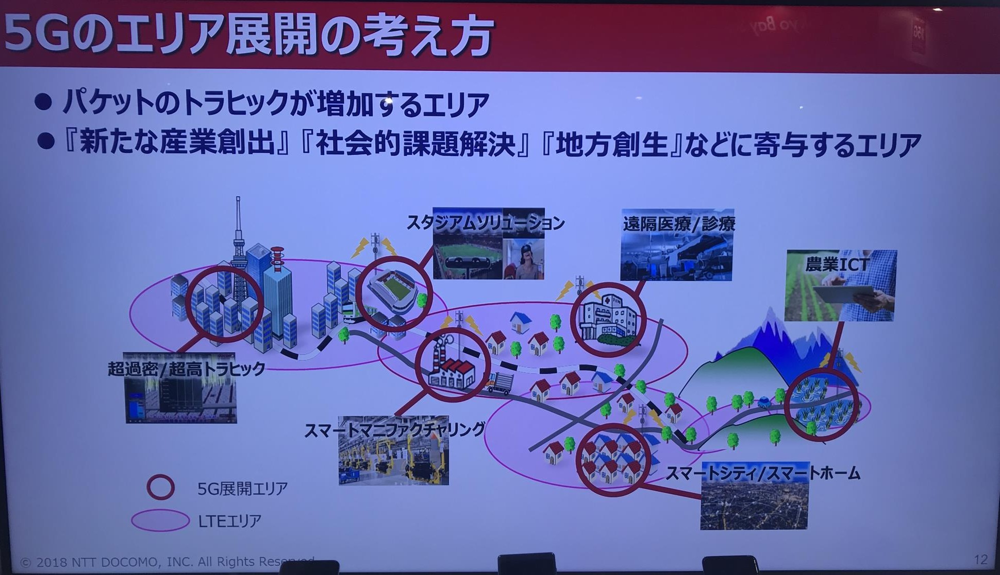 5Gのエリア展開の考え方
● パケットのトラヒックが増加するエリア
● 『新たな産業創出』『社会的課題解決』『地方創生』などに寄与するエリア
スタジアムソリューション
遠隔医療/診療
農業ICT
超過密/超高トラヒック
スマートマニファクチャリング
スマートシティ/スマートホーム
5G展開エリア
LTEエリア
© 2018 NTT DOCOMO, INC. All Rights Reserved.
12